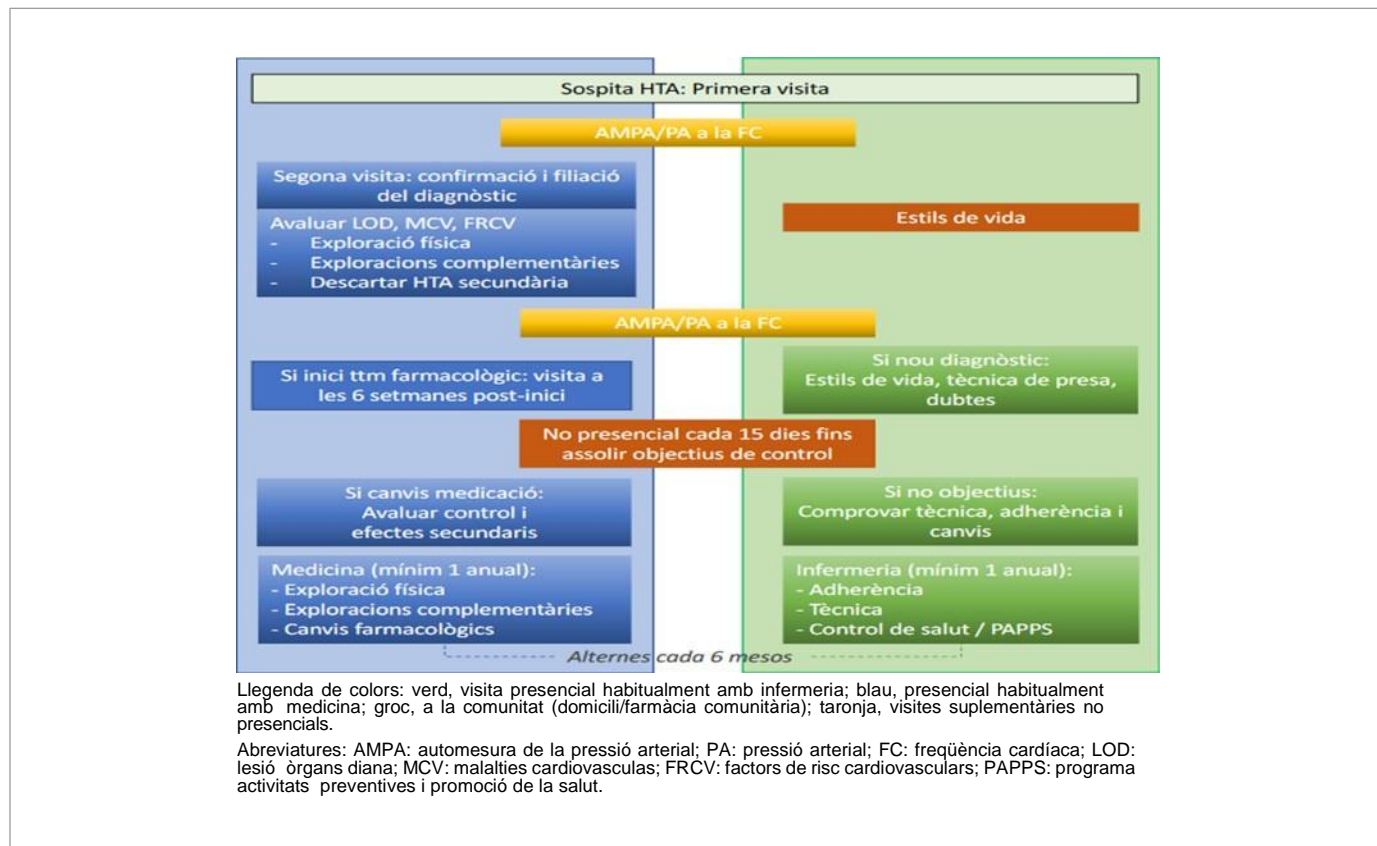 Sospita HTA: Primera visita
AMPA/PA a la FC
Segona visita: confirmació i filiació
del diagnòstic
Avaluar LOD, MCV, FRCV
- Exploració física
- Exploracions complementàries
- Descartar HTA secundària
Estils de vida
AMPA/PA a la FC
Si inici ttm farmacològic: visita a
les 6 setmanes post-inici
Si nou diagnòstic:
Estils de vida, tècnica de presa,
dubtes
No presencial cada 15 dies fins
assolir objectius de control
Si canvis medicació:
Avaluar control i
efectes secundaris
Si no objectius:
Comprovar tècnica, adherència i
canvis
Medicina (mínim 1 anual):
- Exploració física
- Exploracions complementàries
- Canvis farmacològics
Infermeria (mínim 1 anual):
- Adherència
- Tècnica
- Control de salut / PAPPS
Alternes cada 6 mesos
Llegenda de colors: verd, visita presencial habitualment amb infermeria; blau, presencial habitualment
amb medicina; groc, a la comunitat (domicili/farmàcia comunitària); taronja, visites suplementàries no
presencials.
Abreviatures: AMPA: automesura de la pressió arterial; PA: pressió arterial; FC: freqüència cardíaca; LOD:
lesió òrgans diana; MCV: malalties cardiovasculas; FRCV: factors de risc cardiovasculars; PAPPS: programa
activitats preventives i promoció de la salut.